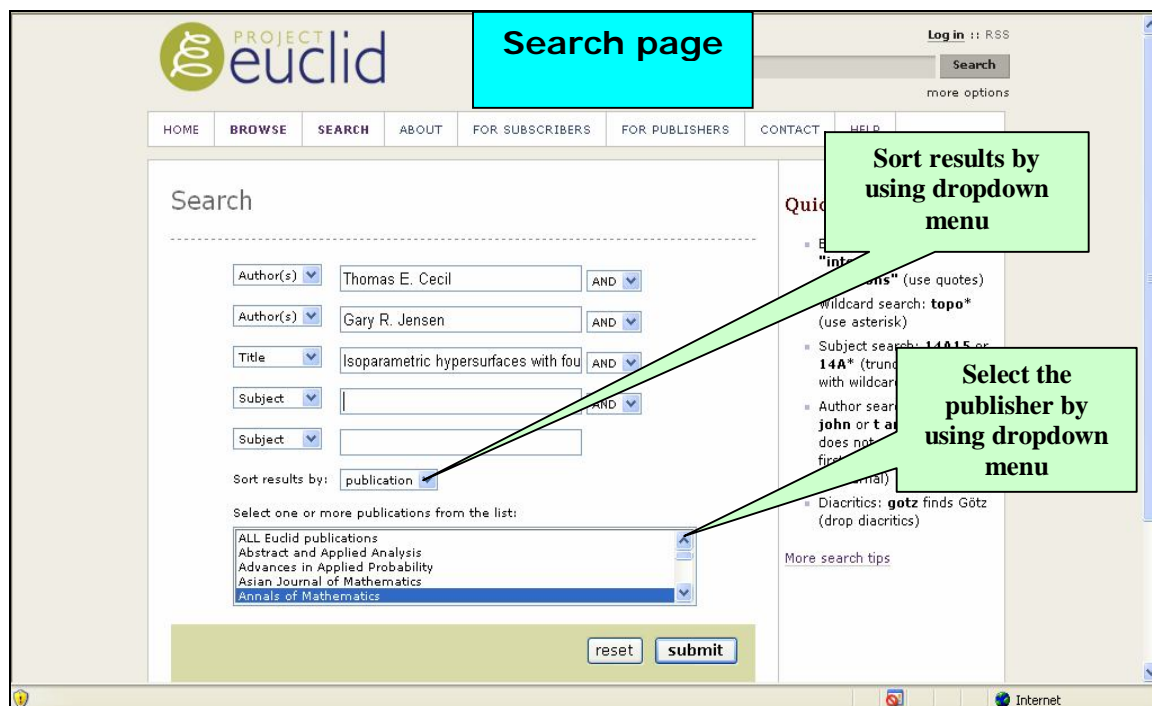 PROJECT
euclid
Search page
Log in :: RSS
Search
more options
HOME BROWSE SEARCH ABOUT FOR SUBSCRIBERS FOR PUBLISHERS CONTACT HELP
Sort results by
using dropdown
menu
Search
Author(s) Thomas E. Cecil AND
Author(s) Gary R. Jensen AND
Title Isoparametric hypersurfaces with fou AND
Subject AND
Subject
Sort results by: publication
Select one or more publications from the list:
ALL Euclid publications
Abstract and Applied Analysis
Advances in Applied Probability
Asian Journal of Mathematics
Annals of Mathematics
reset submit
(use quotes)
Wildcard search: topo*
(use asterisk)
Subject search: 14A15 or
14A*
with wildcar
Author sear
john or t
does not
Diacritics: gotz finds Götz
(drop diacritics)
More search tips
Select the
publisher by
using dropdown
menu
Internet